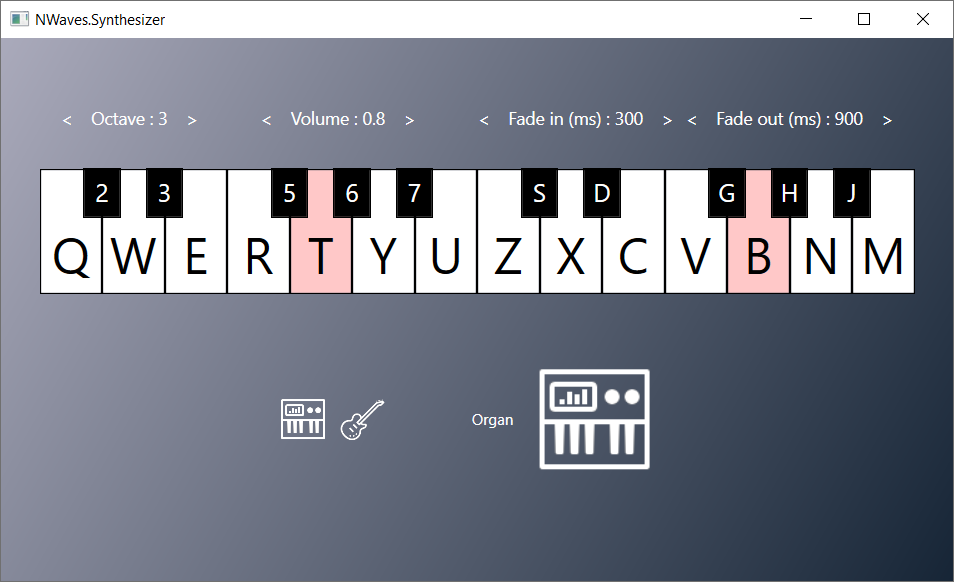 NWaves.Synthesizer
< Octave : 3 > < Volume : 0.8 > < Fade in (ms) : 300 > < Fade out (ms) : 900 >
2 3 5 6 7 S D G H J
Q W E R T Y U Z X C V B N M
Organ